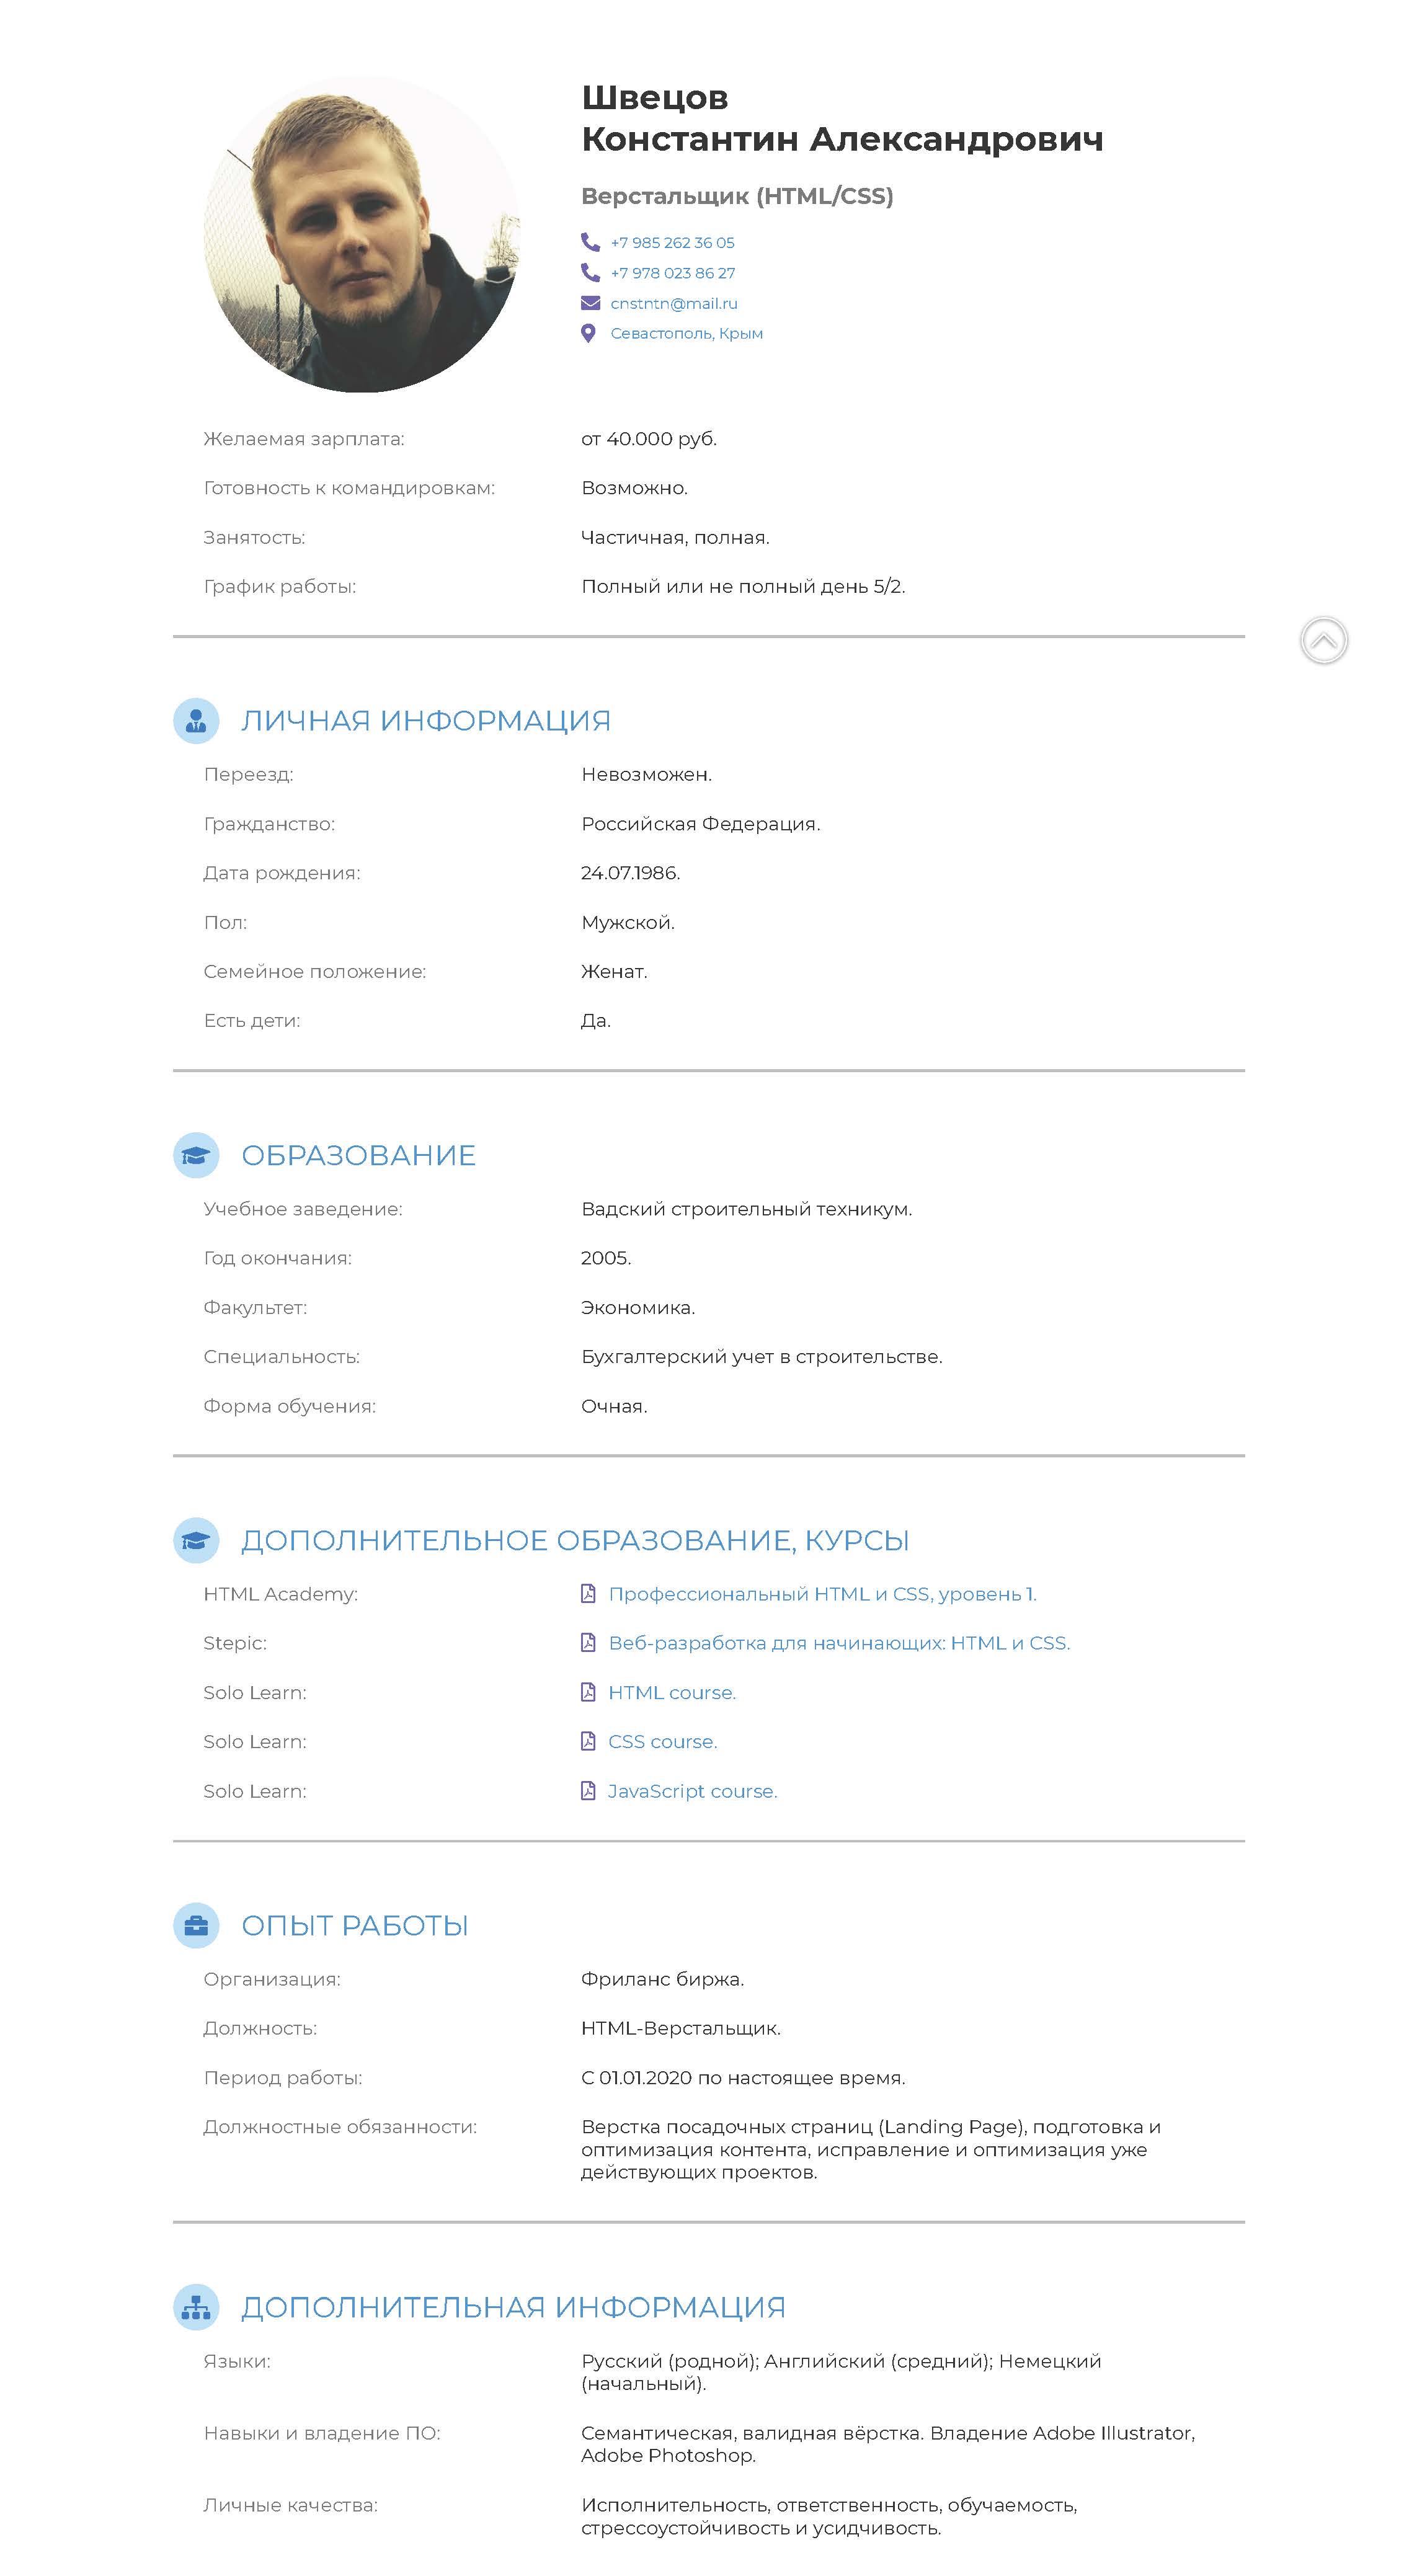 Швецов
Константин Александрович
Верстальщик (HTML/CSS)
+7 985 262 36 05
+7 978 023 86 27
cnstntn@mail.ru
Севастополь, Крым
Желаемая зарплата: от 40.000 руб.
Готовность к командировкам: Возможно.
Занятость: Частичная, полная.
График работы: Полный или не полный день 5/2.
ЛИЧНАЯ ИНФОРМАЦИЯ
Переезд: Невозможен.
Гражданство: Российская Федерация.
Дата рождения: 24.07.1986.
Пол: Мужской.
Семейное положение: Женат.
Есть дети: Да.
ОБРАЗОВАНИЕ
Учебное заведение: Вадский строительный техникум.
Год окончания: 2005.
Факультет: Экономика.
Специальность: Бухгалтерский учет в строительстве.
Форма обучения: Очная.
ДОПОЛНИТЕЛЬНОЕ ОБРАЗОВАНИЕ, КУРСЫ
HTML Academy: Профессиональный HTML и CSS, уровень 1.
Stepic: Веб-разработка для начинающих: HTML и CSS.
Solo Learn: HTML course.
Solo Learn: CSS course.
Solo Learn: JavaScript course.
ОПЫТ РАБОТЫ
Организация: Фриланс биржа.
Должность: HTML-Верстальщик.
Период работы: С 01.01.2020 по настоящее время.
Должностные обязанности: Верстка посадочных страниц (Landing Page), подготовка и
оптимизация контента, исправление и оптимизация уже
действующих проектов.
ДОПОЛНИТЕЛЬНАЯ ИНФОРМАЦИЯ
Языки: Русский (родной); Английский (средний); Немецкий
(начальный).
Навыки и владение ПО: Семантическая, валидная вёрстка. Владение Adobe Illustrator,
Adobe Photoshop.
Личные качества: Исполнительность, ответственность, обучаемость,
стрессоустойчивость и усидчивость.